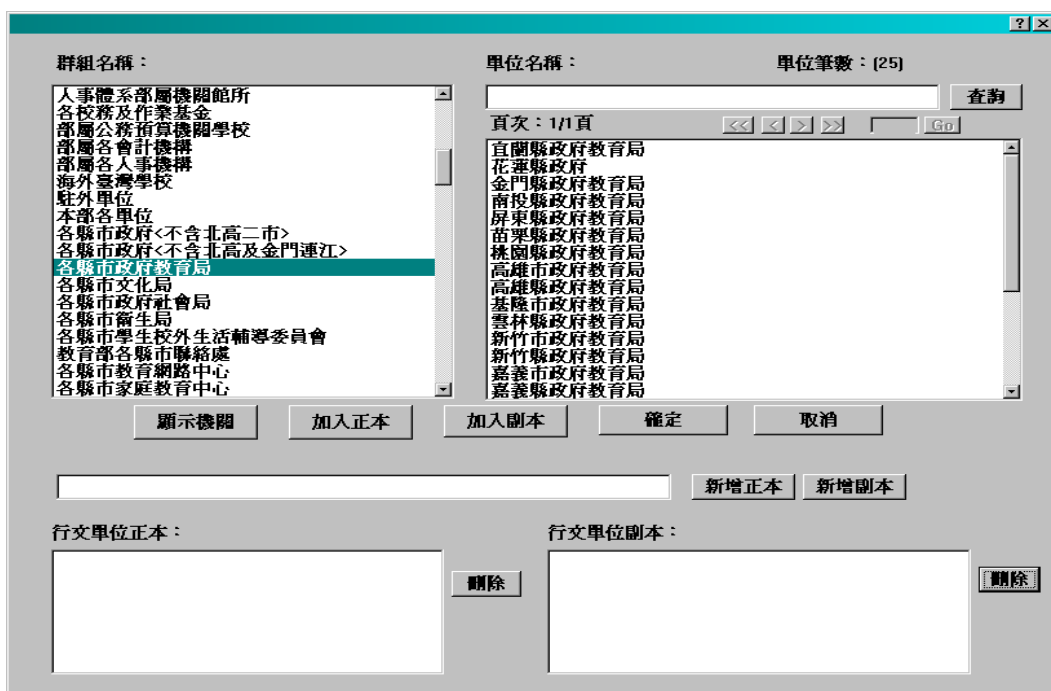 ? ×
群組名稱： 單位名稱： 單位筆數：(25)
人事體系部屬機關館所
各校務及作業基金
部屬公務預算機關學校
部屬各會計機構
部屬各人事機構
海外臺灣學校
駐外單位
本部各單位
各縣市政府<不含北高二市>
各縣市政府<不含北高及金門連江>
各縣市政府教育局
各縣市文化局
各縣市政府社會局
各縣市衛生局
各縣市學生校外生活輔導委員會
教育部各縣市聯絡處
各縣市教育網路中心
各縣市家庭教育中心
查詢
頁次：1/1頁 << < > >> Go
宜蘭縣政府教育局
花蓮縣政府
金門縣政府教育局
南投縣政府教育局
屏東縣政府教育局
苗栗縣政府教育局
桃園縣政府教育局
高雄市政府教育局
高雄縣政府教育局
基隆市政府教育局
雲林縣政府教育局
新竹市政府教育局
新竹縣政府教育局
嘉義市政府教育局
嘉義縣政府教育局
顯示機關 加入正本 加入副本 確定 取消
新增正本 新增副本
行文單位正本： 行文單位副本：
刪除 刪除